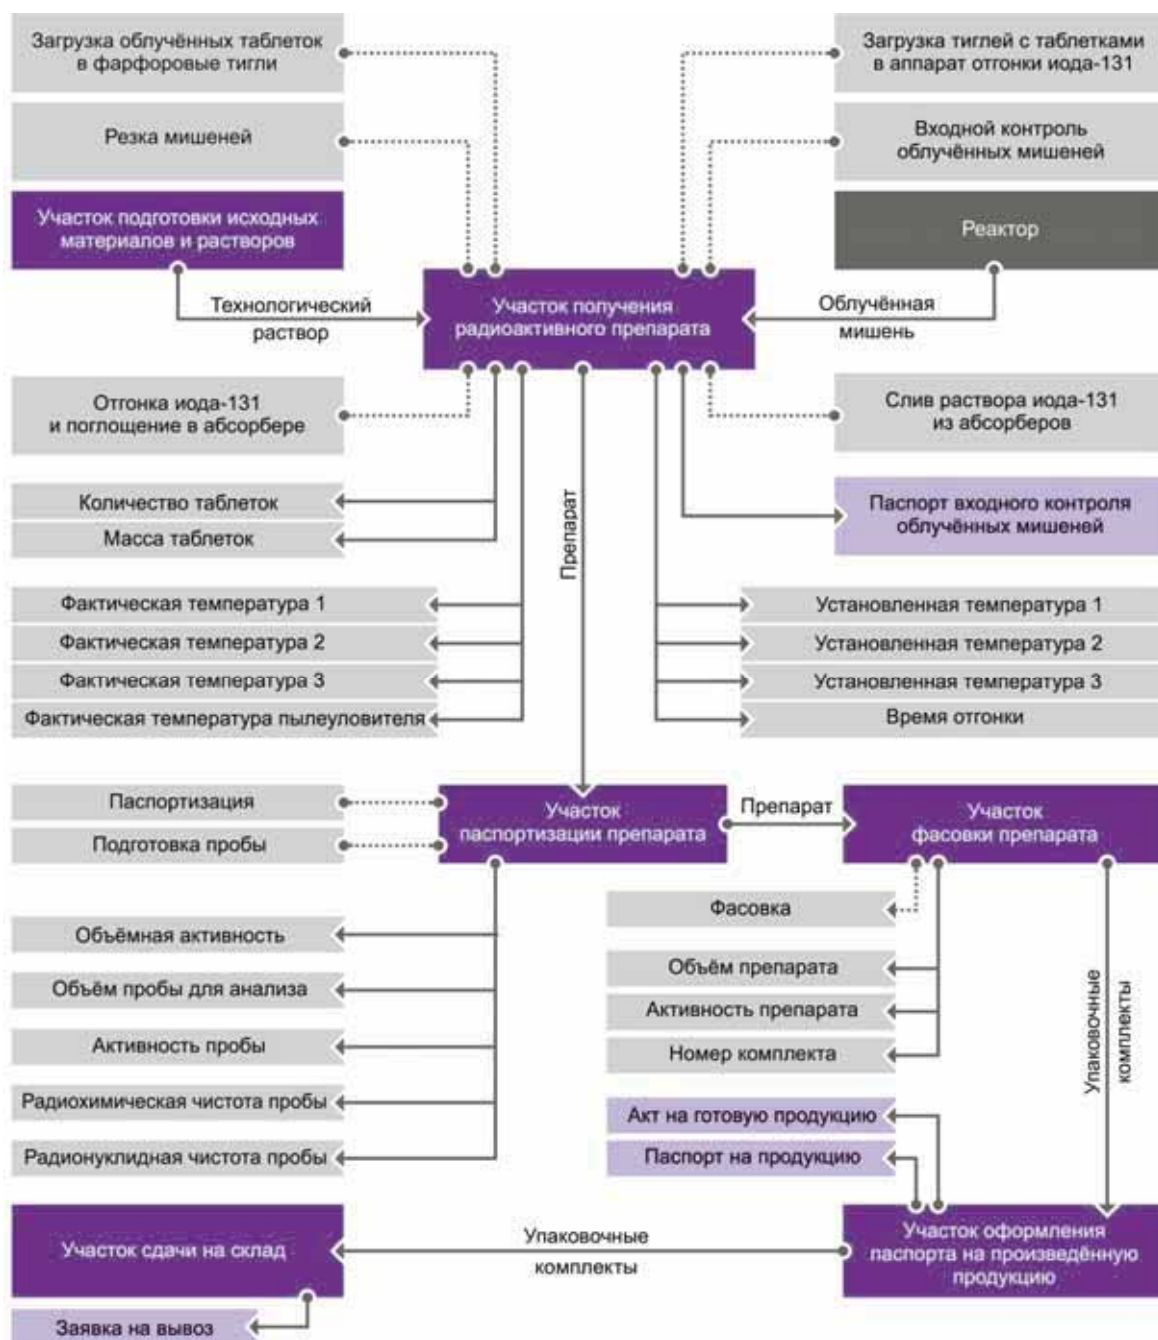 Загрузка облучённых таблеток
в фарфоровые тигли
Загрузка тиглей с таблетками
в аппарат отгонки иода-131
Резка мишеней
Входной контроль
облучённых мишеней
Участок подготовки исходных
материалов и растворов
Реактор
Технологический
раствор
Участок получения
радиоактивного препарата
Облучённая
мишень
Отгонка иода-131
и поглощение в абсорбере
Слив раствора иода-131
из абсорберов
Количество таблеток
Масса таблеток
Препарат
Паспорт входного контроля
облучённых мишеней
Фактическая температура 1
Фактическая температура 2
Фактическая температура 3
Фактическая температура пылеуловителя
Установленная температура 1
Установленная температура 2
Установленная температура 3
Время отгонки
Паспортизация
Подготовка пробы
Участок
паспортизации препарата
Препарат
Участок
фасовки препарата
Объёмная активность
Объём пробы для анализа
Активность пробы
Радиохимическая чистота пробы
Радионуклидная чистота пробы
Фасовка
Объём препарата
Активность препарата
Номер комплекта
Упаковочные
комплекты
Акт на готовую продукцию
Паспорт на продукцию
Участок сдачи на склад
Упаковочные
комплекты
Участок оформления
паспорта на произведённую
продукцию
Заявка на вывоз